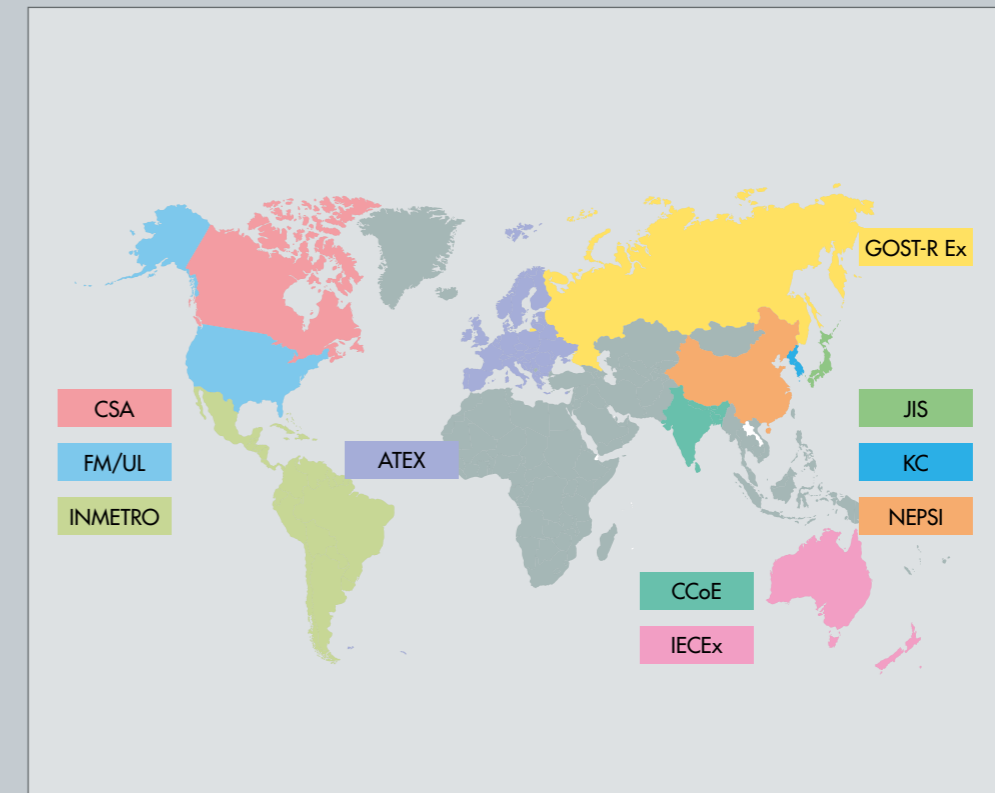 GOST-R Ex
CSA
FM/UL
INMETRO
ATEX
JIS
KC
NEPSI
CCoE
IECEx